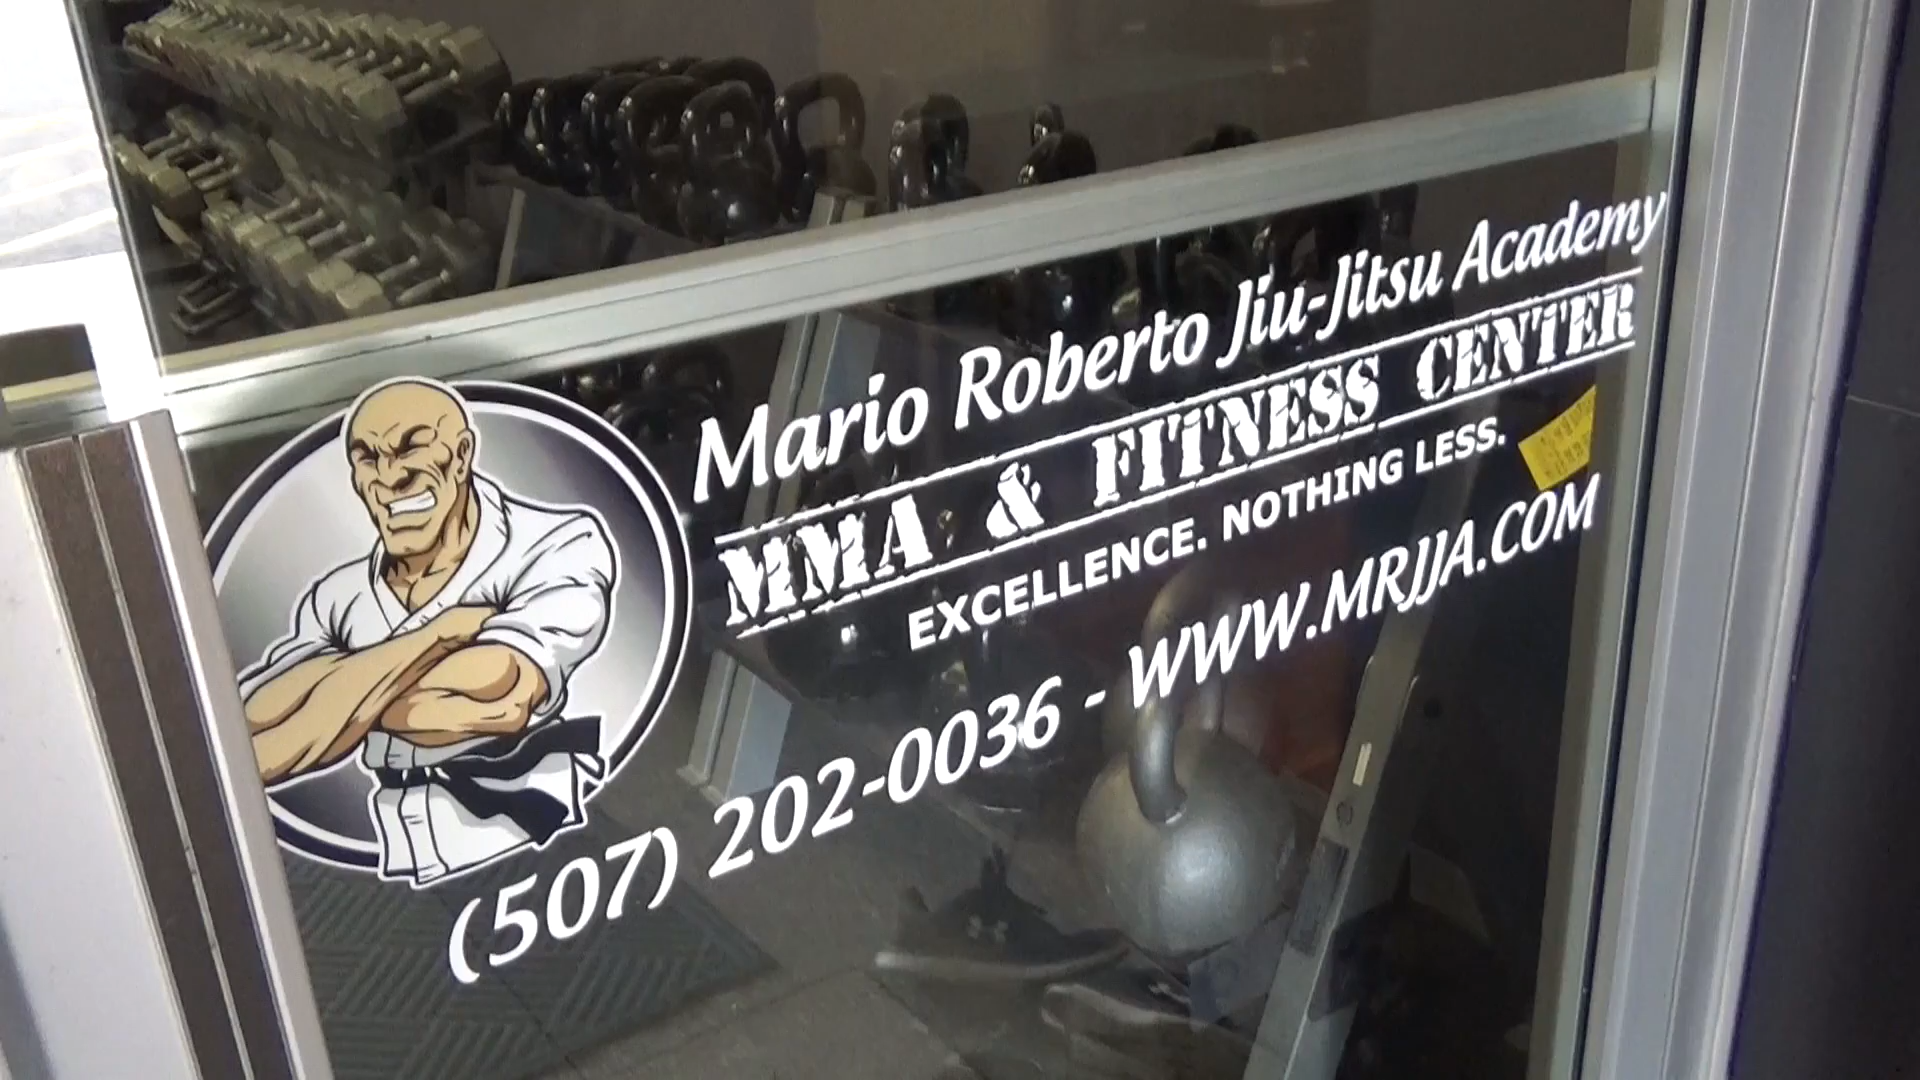 Mario Roberto Jiu-Jitsu Academy
MMA & FITNESS CENTER
EXCELLENCE. NOTHING LESS.
(507) 202-0036 - WWW.MRJJA.COM